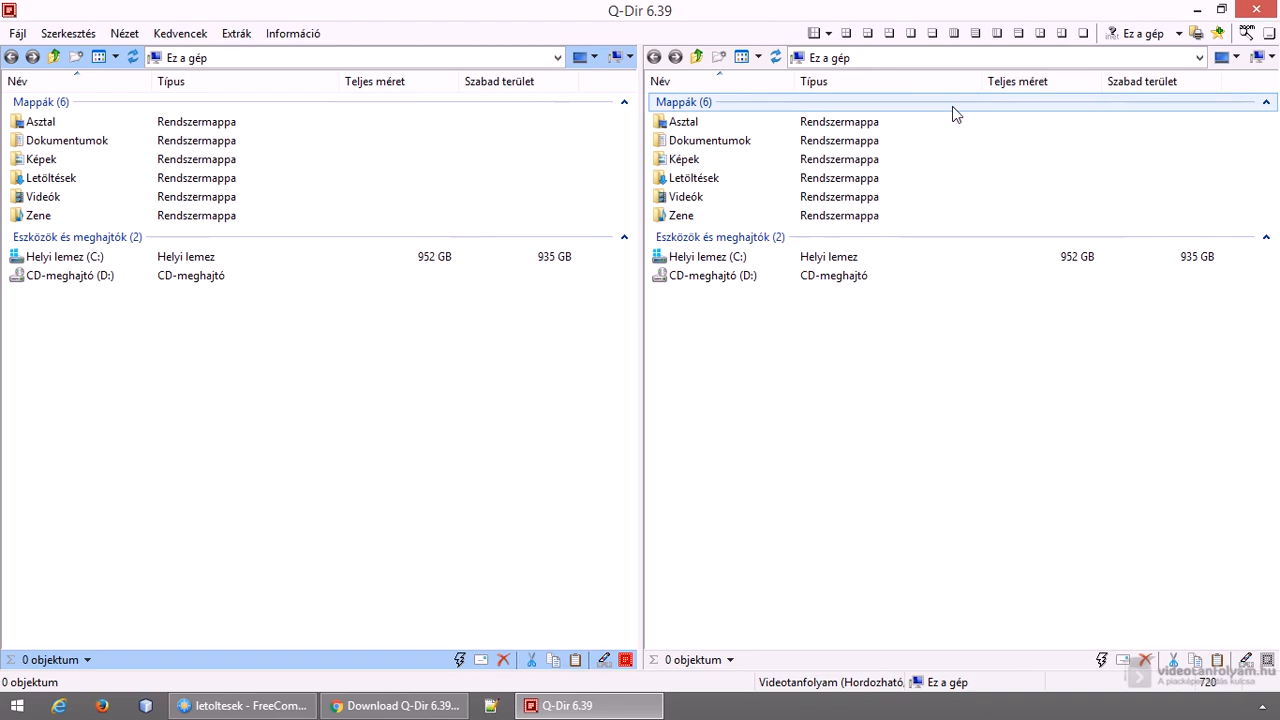 Q-Dir 6.39
Fájl Szerkesztés Nézet Kedvencek Extrák Információ Ez a gép
Ez a gép Ez a gép
Név Típus Teljes méret Szabad terület Név Típus Teljes méret Szabad terület
Mappák (6) Mappák (6)
Asztal Rendszermappa Asztal Rendszermappa
Dokumentumok Rendszermappa Dokumentumok Rendszermappa
Képek Rendszermappa Képek Rendszermappa
Letöltések Rendszermappa Letöltések Rendszermappa
Videók Rendszermappa Videók Rendszermappa
Zene Rendszermappa Zene Rendszermappa
Eszközök és meghajtók (2) Eszközök és meghajtók (2)
Helyi lemez (C:) Helyi lemez 952 GB 935 GB Helyi lemez (C:) Helyi lemez 952 GB 935 GB
CD-meghajtó (D:) CD-meghajtó CD-meghajtó (D:) CD-meghajtó
0 objektum 0 objektum
0 objektum Videotanfolyam (Hordozható, Ez a gép 720
videotanfolyam.hu
A piacképes tudás kulcsa
letoltesek - FreeCom... Download Q-Dir 6.39... Q-Dir 6.39